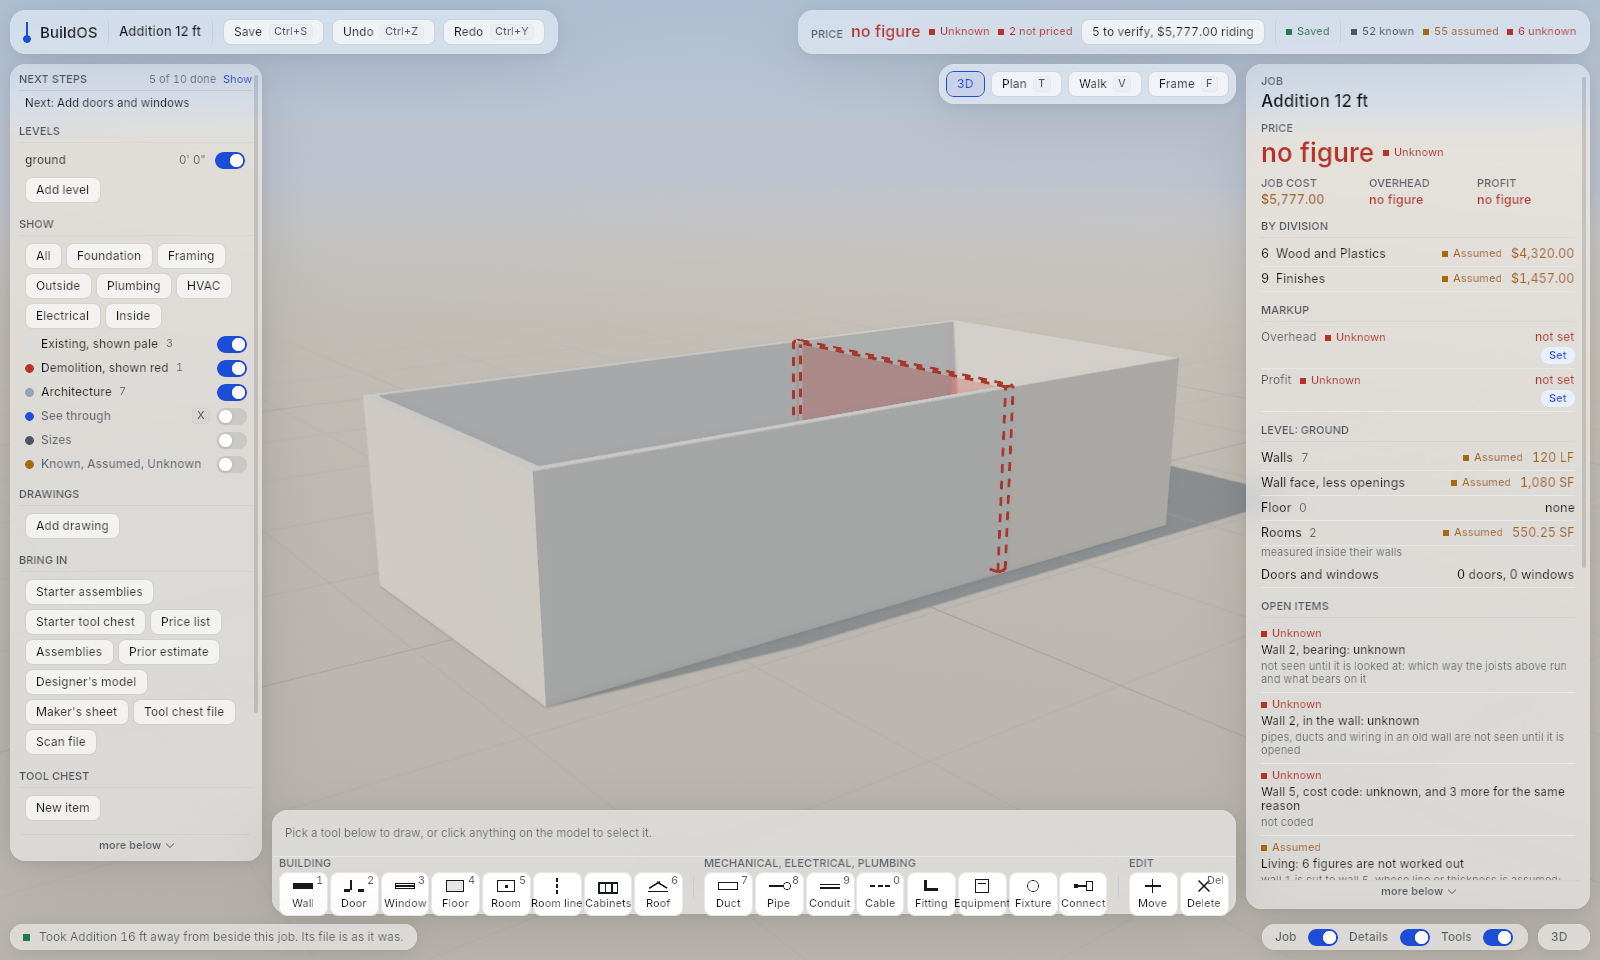 BuildOS
Addition 12 ft
Save Ctrl+S
Undo Ctrl+Z
Redo Ctrl+Y
PRICE no figure Unknown 2 not priced
5 to verify, $5,777.00 riding
Saved
52 known 55 assumed 6 unknown
NEXT STEPS 5 of 10 done Show
Next: Add doors and windows
LEVELS
ground 0' 0"
Add level
SHOW
All Foundation Framing
Outside Plumbing HVAC
Electrical Inside
Existing, shown pale 3
Demolition, shown red 1
Architecture 7
See through X
Sizes
Known, Assumed, Unknown
DRAWINGS
Add drawing
BRING IN
Starter assemblies
Starter tool chest Price list
Assemblies Prior estimate
Designer's model
Maker's sheet Tool chest file
Scan file
TOOL CHEST
New item
more below
3D Plan T Walk V Frame F
JOB
Addition 12 ft
PRICE
no figure Unknown
JOB COST OVERHEAD PROFIT
$5,777.00 no figure no figure
BY DIVISION
6 Wood and Plastics Assumed $4,320.00
9 Finishes Assumed $1,457.00
MARKUP
Overhead Unknown not set
Set
Profit Unknown not set
Set
LEVEL: GROUND
Walls 7 Assumed 120 LF
Wall face, less openings Assumed 1,080 SF
Floor 0 none
Rooms 2 Assumed 550.25 SF
measured inside their walls
Doors and windows 0 doors, 0 windows
OPEN ITEMS
Unknown
Wall 2, bearing: unknown
not seen until it is looked at: which way the joists above run
and what bears on it
Unknown
Wall 2, in the wall: unknown
pipes, ducts and wiring in an old wall are not seen until it is
opened
Unknown
Wall 5, cost code: unknown, and 3 more for the same
reason
not coded
Assumed
Living: 6 figures are not worked out
wall 1 is cut to wall 5, whose line or thickness is assumed;
more below
Pick a tool below to draw, or click anything on the model to select it.
BUILDING
Wall 1 Door 2 Window 3 Floor 4 Room 5 Room line Cabinets Roof 6
MECHANICAL, ELECTRICAL, PLUMBING
Duct 7 Pipe 8 Conduit 9 Cable 0 Fitting Equipment Fixture Connect
EDIT
Move Delete Del
Took Addition 16 ft away from beside this job. Its file is as it was.
Job Details Tools 3D